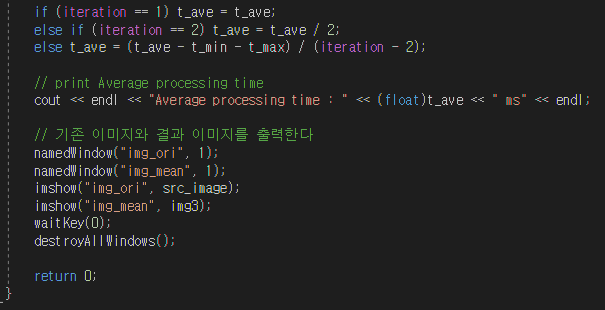 if (iteration == 1) t_ave = t_ave;
else if (iteration == 2) t_ave = t_ave / 2;
else t_ave = (t_ave - t_min - t_max) / (iteration - 2);
// print Average processing time
cout << endl << "Average processing time : " << (float)t_ave << " ms" << endl;
// 기존 이미지와 결과 이미지를 출력한다
namedWindow("img_ori", 1);
namedWindow("img_mean", 1);
imshow("img_ori", src_image);
imshow("img_mean", img3);
waitKey(0);
destroyAllWindows();
return 0;
}